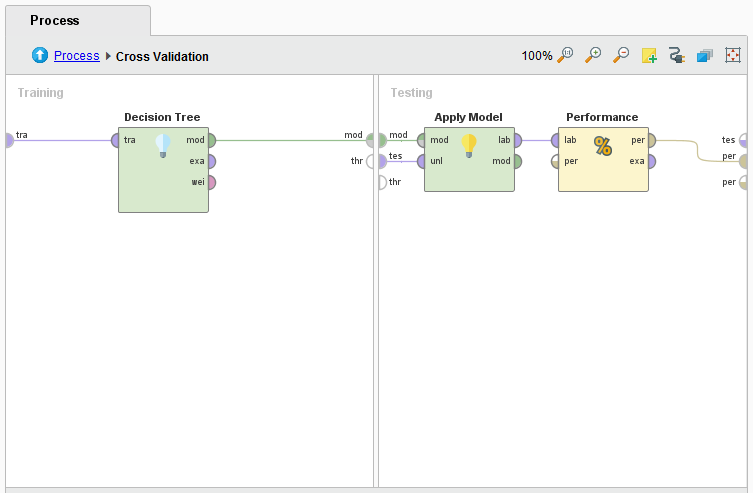 Process
Process Cross Validation
100%
Training
Testing
Decision Tree
Apply Model
Performance
tra
tra
mod
exa
wei
mod
thr
mod
tes
thr
mod
unl
lab
mod
lab
per
per
exa
tes
per
per